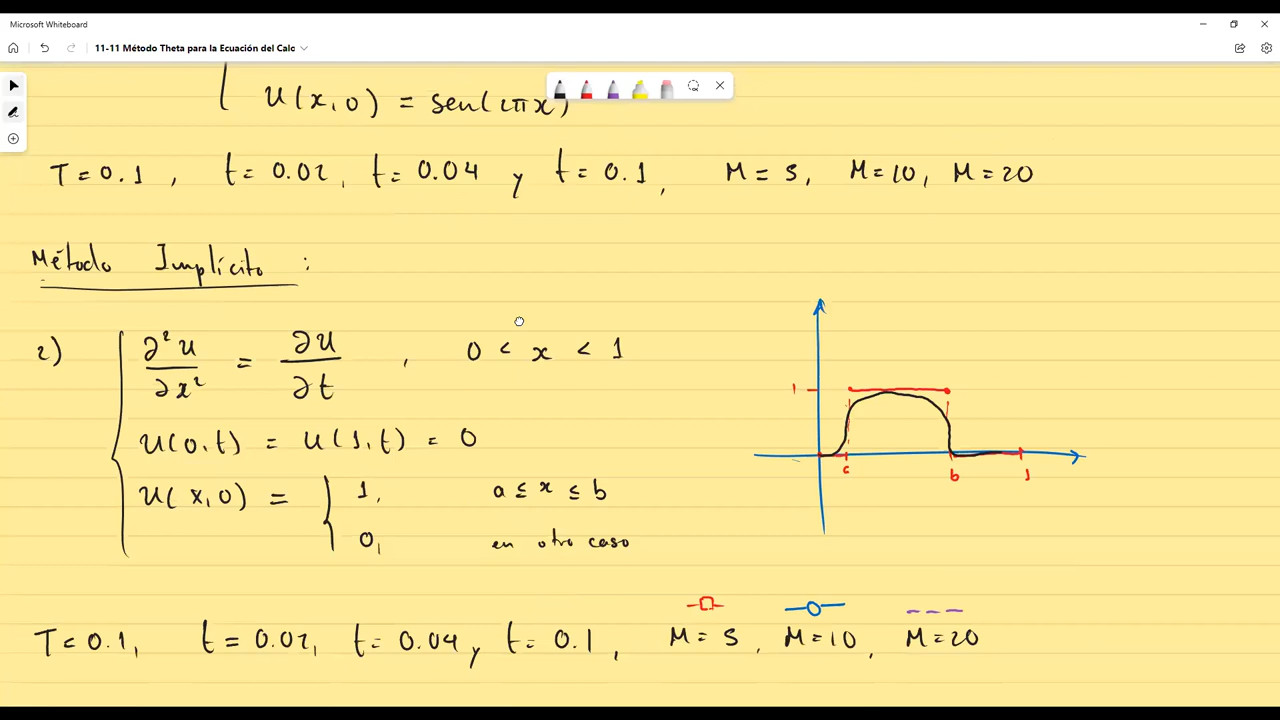 Microsoft Whiteboard
11-11 Método Theta para la Ecuación del Calc
u(x,0) = sen(2πx)
T=0.1, t=0.02, t=0.04 y t=0.1, M=5, M=10, M=20
Método Implícito:
2) ∂²u/∂x² = ∂u/∂t, 0 < x < 1
u(0,t) = u(1,t) = 0
u(x,0) = { 1, a ≤ x ≤ b
0, en otro caso
1
a b 1
T=0.1, t=0.02, t=0.04 y t=0.1, M=5, M=10, M=20